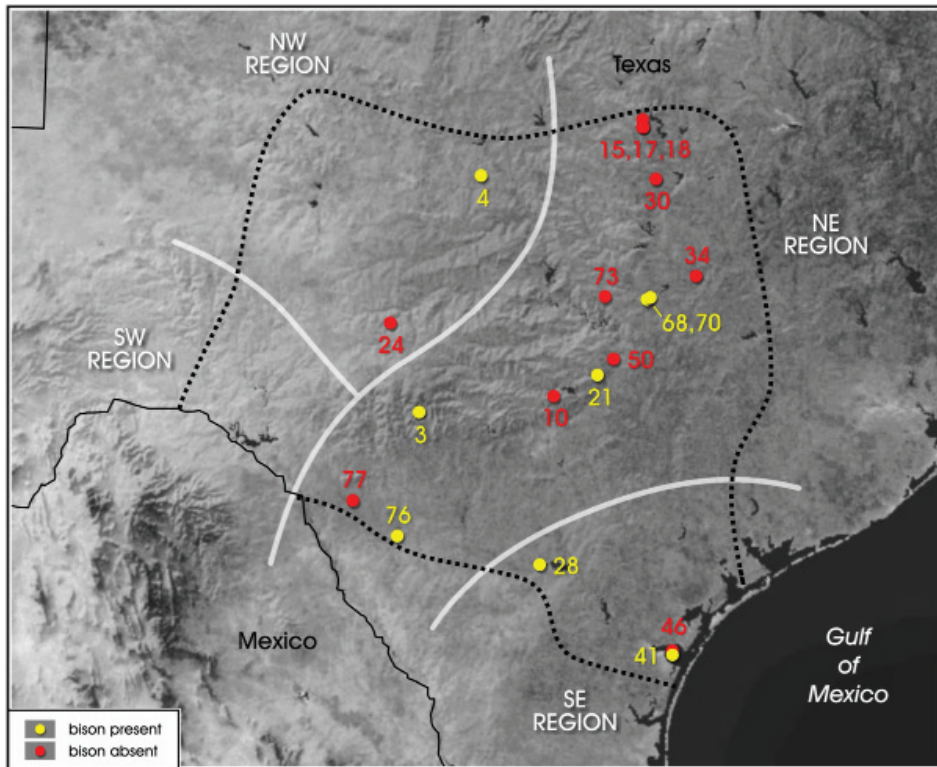 NW
REGION
Texas
15,17,18
4
30
NE
REGION
34
73
68,70
SW
REGION
24
50
21
10
3
77
76
28
46
41
Mexico
Gulf
of
Mexico
SE
REGION
bison present
bison absent